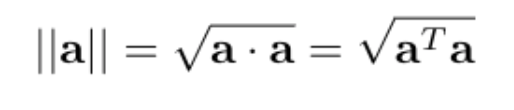 ||a|| = √(a · a) = √(aᵀa)